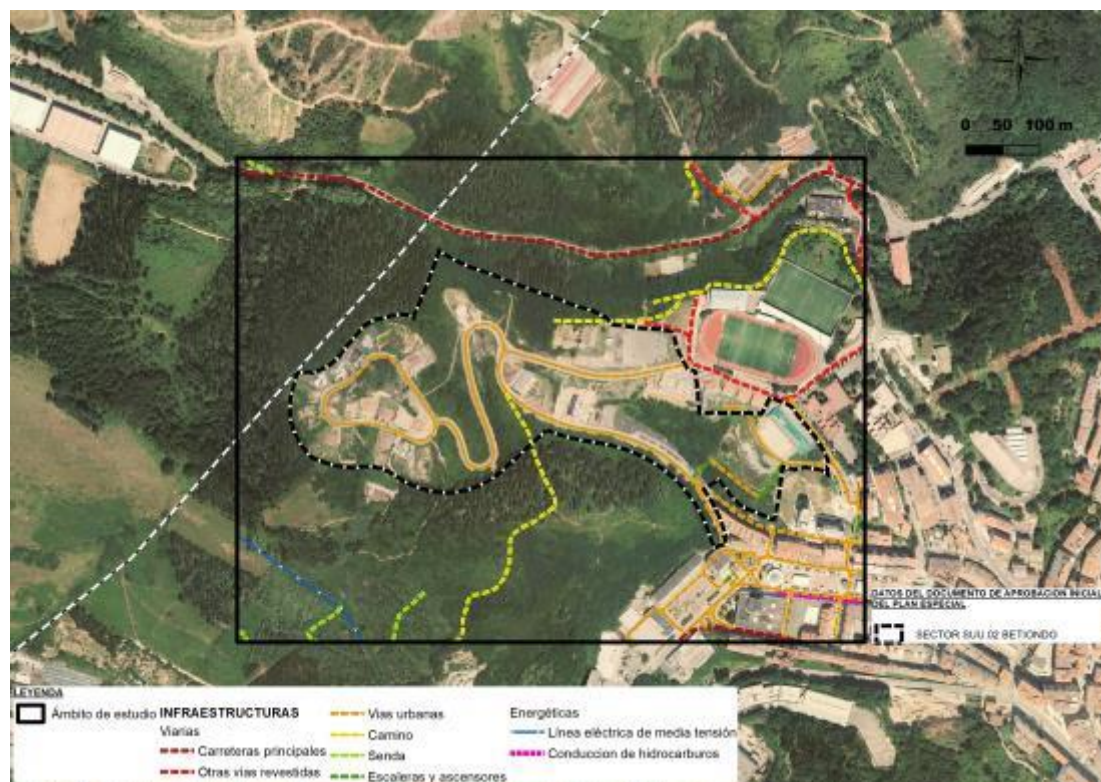 0 50 100 m
DATOS DEL DOCUMENTO DE APROBACION INICIAL
DEL PLAN ESPECIAL
SECTOR SUU 02 BETIONDO
LEYENDA
Ámbito de estudio
INFRAESTRUCTURAS
Viarias
Carreteras principales
Otras vias revestidas
Vias urbanas
Camino
Senda
Escaleras y ascensores
Energéticas
Línea eléctrica de media tensión
Conduccion de hidrocarburos